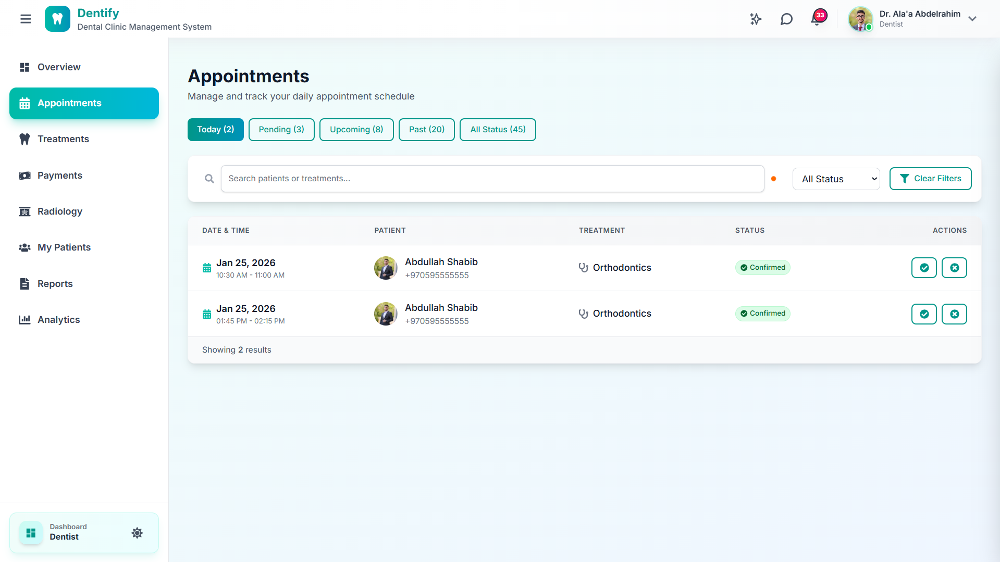 Dentify
Dental Clinic Management System
33
Dr. Ala'a Abdelrahim
Dentist
Overview
Appointments
Treatments
Payments
Radiology
My Patients
Reports
Analytics
Dashboard
Dentist
Appointments
Manage and track your daily appointment schedule
Today (2)
Pending (3)
Upcoming (8)
Past (20)
All Status (45)
Search patients or treatments...
All Status
Clear Filters
DATE & TIME
PATIENT
TREATMENT
STATUS
ACTIONS
Jan 25, 2026
10:30 AM - 11:00 AM
Abdullah Shabib
+970595555555
Orthodontics
Confirmed
Jan 25, 2026
01:45 PM - 02:15 PM
Abdullah Shabib
+970595555555
Orthodontics
Confirmed
Showing 2 results